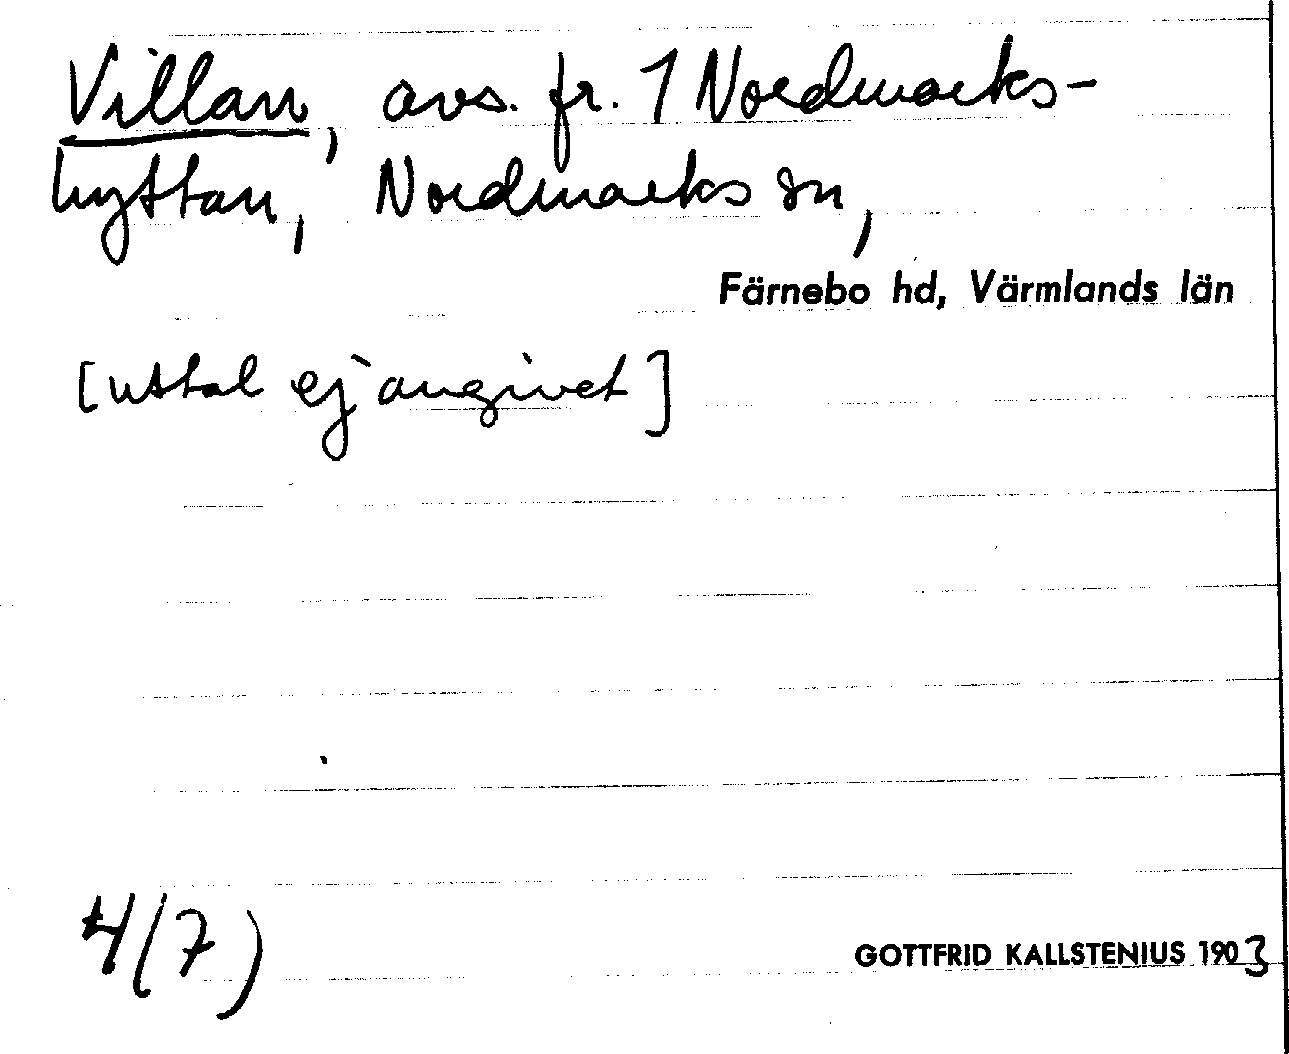 Villan, avs. fr. 1 Nordmarks-
hyttan, Nordmarks sn,
Färnebo hd, Värmlands län
[uttal ej angivet]
4(7)
GOTTFRID KALLSTENIUS 1903